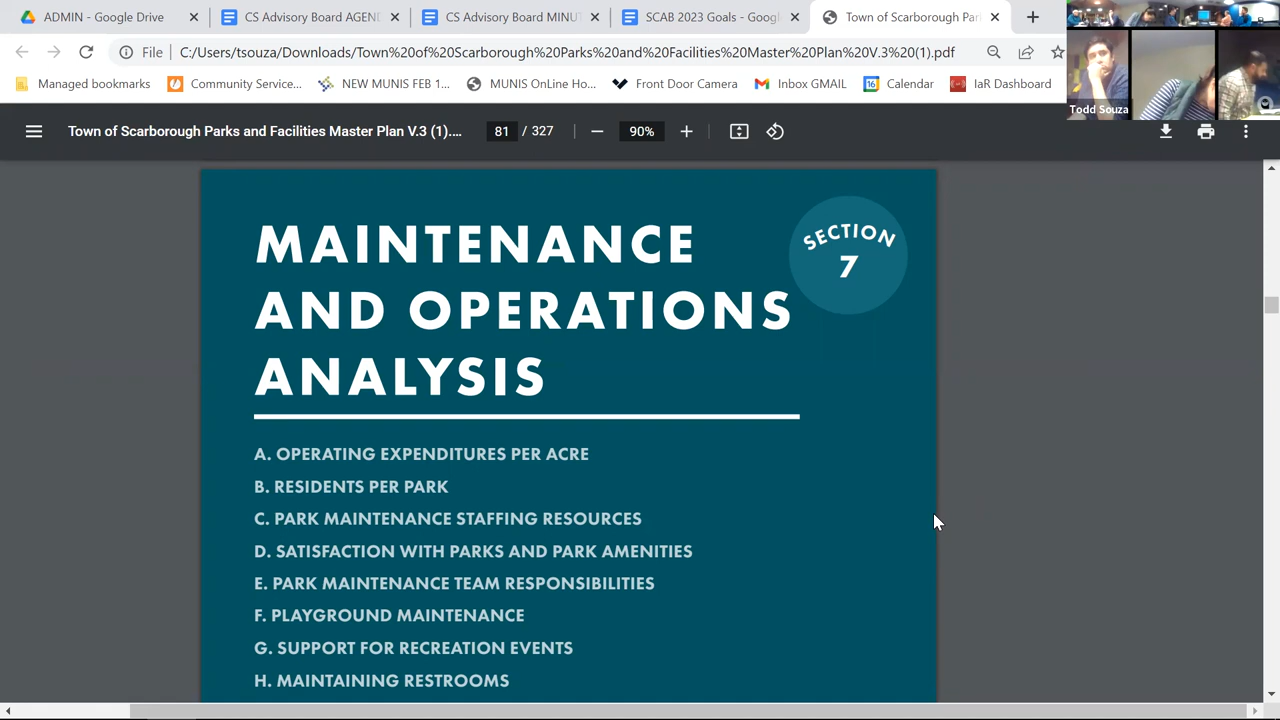 ADMIN - Google Drive
CS Advisory Board AGE
CS Advisory Board MINUT
SCAB 2033 Goals - Goog
Town of Scarborough Par
File C:/Users/tsouza/Downloads/Town%20of%20Scarborough%20Parks%20and%20Facilities%20Master%20Plan%20V.3%20(1).pdf
Managed bookmarks Community Service... NEW MUNIS FEB 1... MUNIS OnLine Ho... Front Door Camera Inbox GMAIL 16 Calendar IaR Dashboard
Todd Souza
Town of Scarborough Parks and Facilities Master Plan V.3 (1).... 81 / 327 90%
MAINTENANCE
AND OPERATIONS
ANALYSIS
SECTION
7
A. OPERATING EXPENDITURES PER ACRE
B. RESIDENTS PER PARK
C. PARK MAINTENANCE STAFFING RESOURCES
D. SATISFACTION WITH PARKS AND PARK AMENITIES
E. PARK MAINTENANCE TEAM RESPONSIBILITIES
F. PLAYGROUND MAINTENANCE
G. SUPPORT FOR RECREATION EVENTS
H. MAINTAINING RESTROOMS